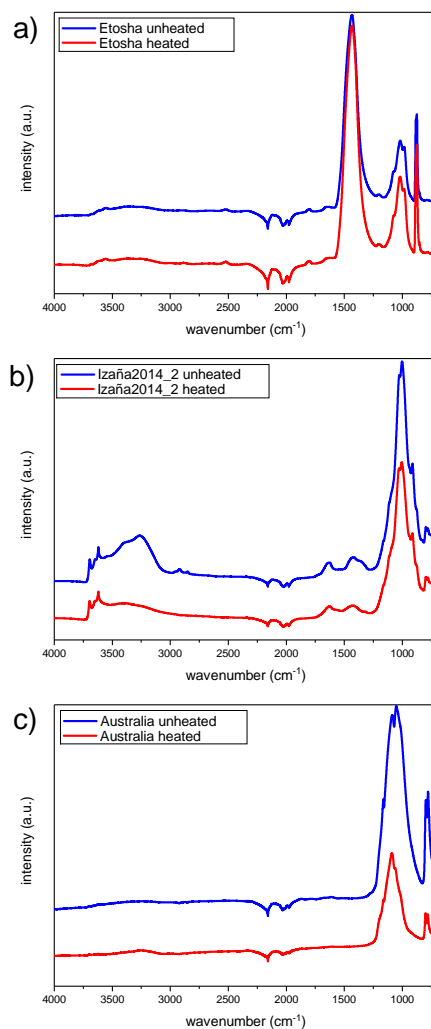 a)
Etosha unheated
Etosha heated
intensity (a.u.)
4000 3500 3000 2500 2000 1500 1000
wavenumber (cm-1)
b)
Izaña2014_2 unheated
Izaña2014_2 heated
intensity (a.u.)
4000 3500 3000 2500 2000 1500 1000
wavenumber (cm-1)
c)
Australia unheated
Australia heated
intensity (a.u.)
4000 3500 3000 2500 2000 1500 1000
wavenumber (cm-1)